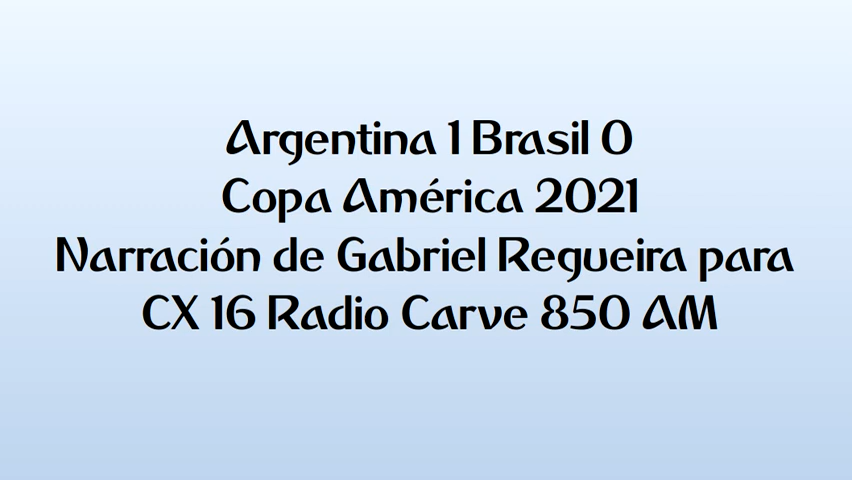 Argentina 1 Brasil 0
Copa América 2021
Narración de Gabriel Regueira para
CX 16 Radio Carve 850 AM